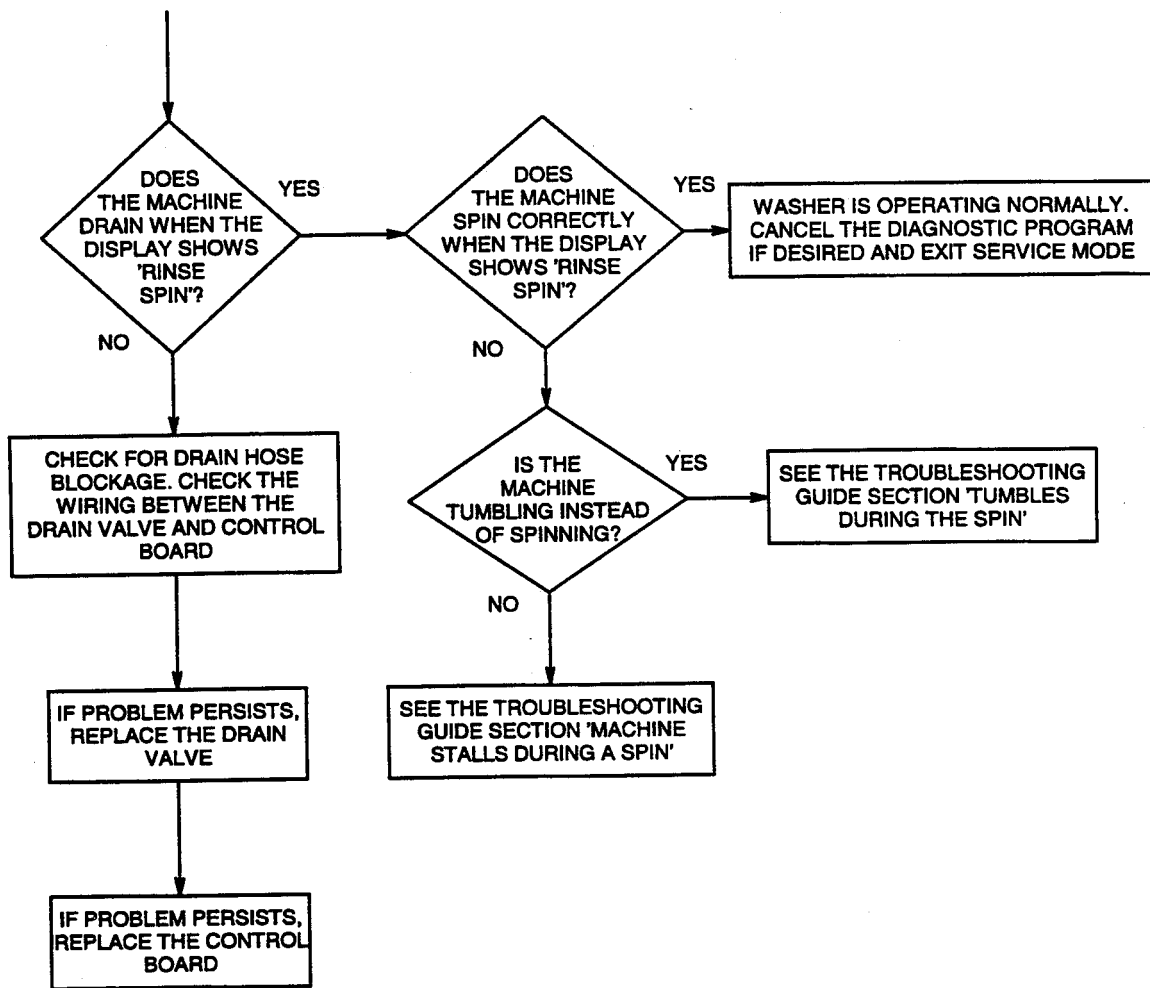 DOES
THE MACHINE
DRAIN WHEN THE
DISPLAY SHOWS
'RINSE
SPIN'?
YES
NO
DOES
THE MACHINE
SPIN CORRECTLY
WHEN THE DISPLAY
SHOWS 'RINSE
SPIN'?
YES
NO
WASHER IS OPERATING NORMALLY.
CANCEL THE DIAGNOSTIC PROGRAM
IF DESIRED AND EXIT SERVICE MODE
CHECK FOR DRAIN HOSE
BLOCKAGE. CHECK THE
WIRING BETWEEN THE
DRAIN VALVE AND CONTROL
BOARD
IS THE
MACHINE
TUMBLING INSTEAD
OF SPINNING?
YES
NO
SEE THE TROUBLESHOOTING
GUIDE SECTION 'TUMBLES
DURING THE SPIN'
IF PROBLEM PERSISTS,
REPLACE THE DRAIN
VALVE
SEE THE TROUBLESHOOTING
GUIDE SECTION 'MACHINE
STALLS DURING A SPIN'
IF PROBLEM PERSISTS,
REPLACE THE CONTROL
BOARD